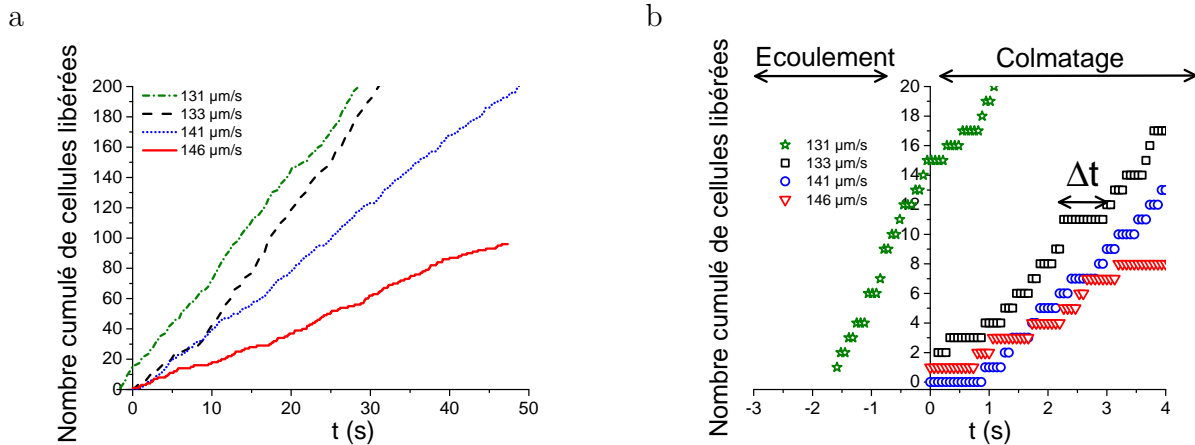 a
Nombre cumulé de cellules libérées
200
180
160
140
120
100
80
60
40
20
0
131 µm/s
133 µm/s
141 µm/s
146 µm/s
0 10 20 30 40 50
t (s)
b
Ecoulement
Colmatage
Nombre cumulé de cellules libérées
20
18
16
14
12
10
8
6
4
2
0
131 µm/s
133 µm/s
141 µm/s
146 µm/s
Δt
-3 -2 -1 0 1 2 3 4
t (s)